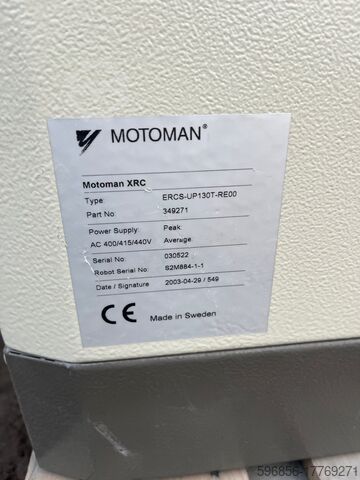 MOTOMAN®
Motoman XRC
Type: ERCS-UP130T-RE00
Part No: 349271
Power Supply: Peak:
AC 400/415/440V Average:
Serial No: 030522
Robot Serial No: S2M884-1-1
Date / Signature 2003-04-29 / 549
CE Made in Sweden
596856-17769271